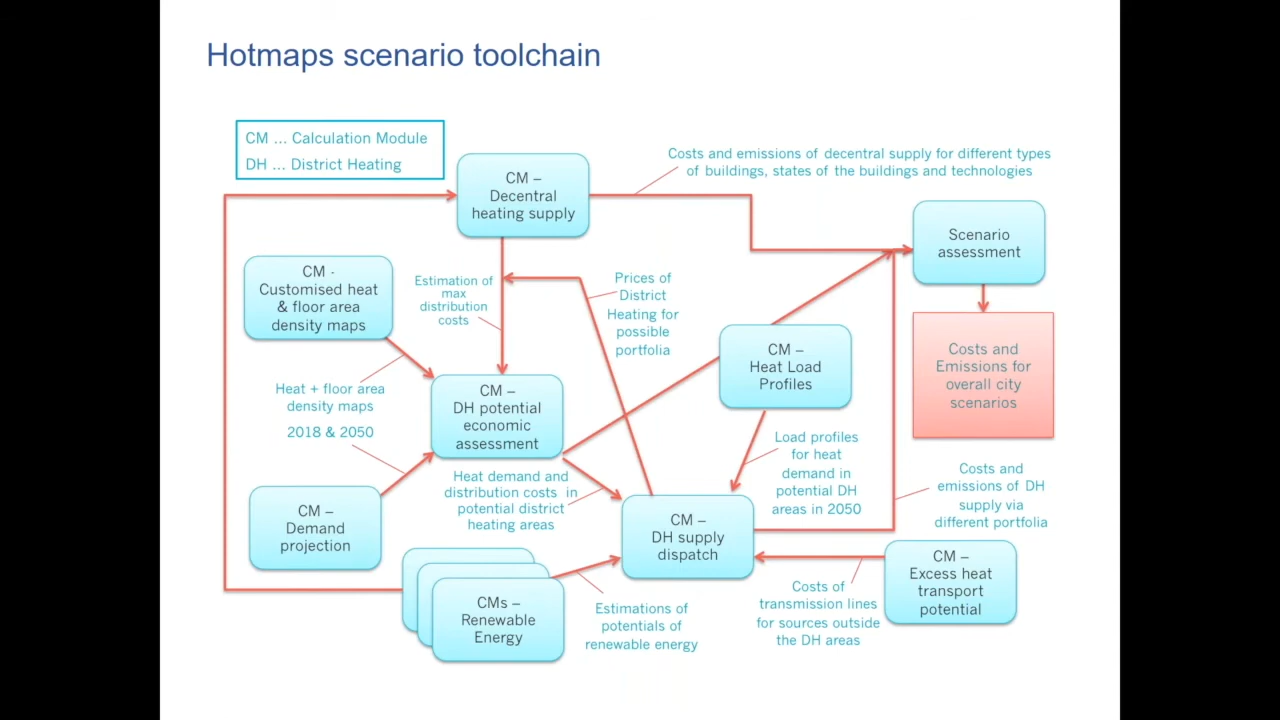 Hotmaps scenario toolchain
CM ... Calculation Module
DH ... District Heating
CM –
Decentral
heating supply
Costs and emissions of decentral supply for different types
of buildings, states of the buildings and technologies
Scenario
assessment
CM -
Customised heat
& floor area
density maps
Estimation of
max
distribution
costs
Prices of
District
Heating for
possible
portfolia
CM –
Heat Load
Profiles
Costs and
Emissions for
overall city
scenarios
Heat + floor area
density maps
2018 & 2050
CM –
DH potential
economic
assessment
Load profiles
for heat
demand in
potential DH
areas in 2050
Heat demand and
distribution costs in
potential district
heating areas
Costs and
emissions of DH
supply via
different portfolia
CM –
Demand
projection
CM –
DH supply
dispatch
CM –
Excess heat
transport
potential
CMs –
Renewable
Energy
Estimations of
potentials of
renewable energy
Costs of
transmission lines
for sources outside
the DH areas